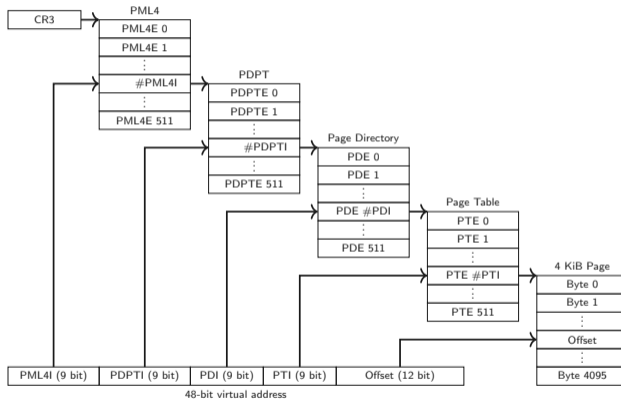 PML4
CR3
PML4E 0
PML4E 1
⋮
#PML4I
⋮
PML4E 511
PDPT
PDPTE 0
PDPTE 1
⋮
#PDPTI
⋮
PDPTE 511
Page Directory
PDE 0
PDE 1
⋮
PDE #PDI
⋮
PDE 511
Page Table
PTE 0
PTE 1
⋮
PTE #PTI
⋮
PTE 511
4 KiB Page
Byte 0
Byte 1
⋮
Offset
⋮
Byte 4095
PML4I (9 bit) PDPTI (9 bit) PDI (9 bit) PTI (9 bit) Offset (12 bit)
48-bit virtual address